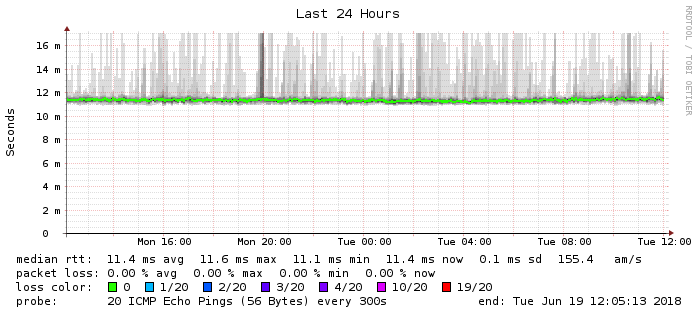 Last 24 Hours
RRDTOOL / TOBI OETIKER
Seconds
16 m
14 m
12 m
10 m
8 m
6 m
4 m
2 m
0
Mon 16:00 Mon 20:00 Tue 00:00 Tue 04:00 Tue 08:00 Tue 12:00
median rtt: 11.4 ms avg 11.6 ms max 11.1 ms min 11.4 ms now 0.1 ms sd 155.4 am/s
packet loss: 0.00 % avg 0.00 % max 0.00 % min 0.00 % now
loss color: 0 1/20 2/20 3/20 4/20 10/20 19/20
probe: 20 ICMP Echo Pings (56 Bytes) every 300s end: Tue Jun 19 12:05:13 2018